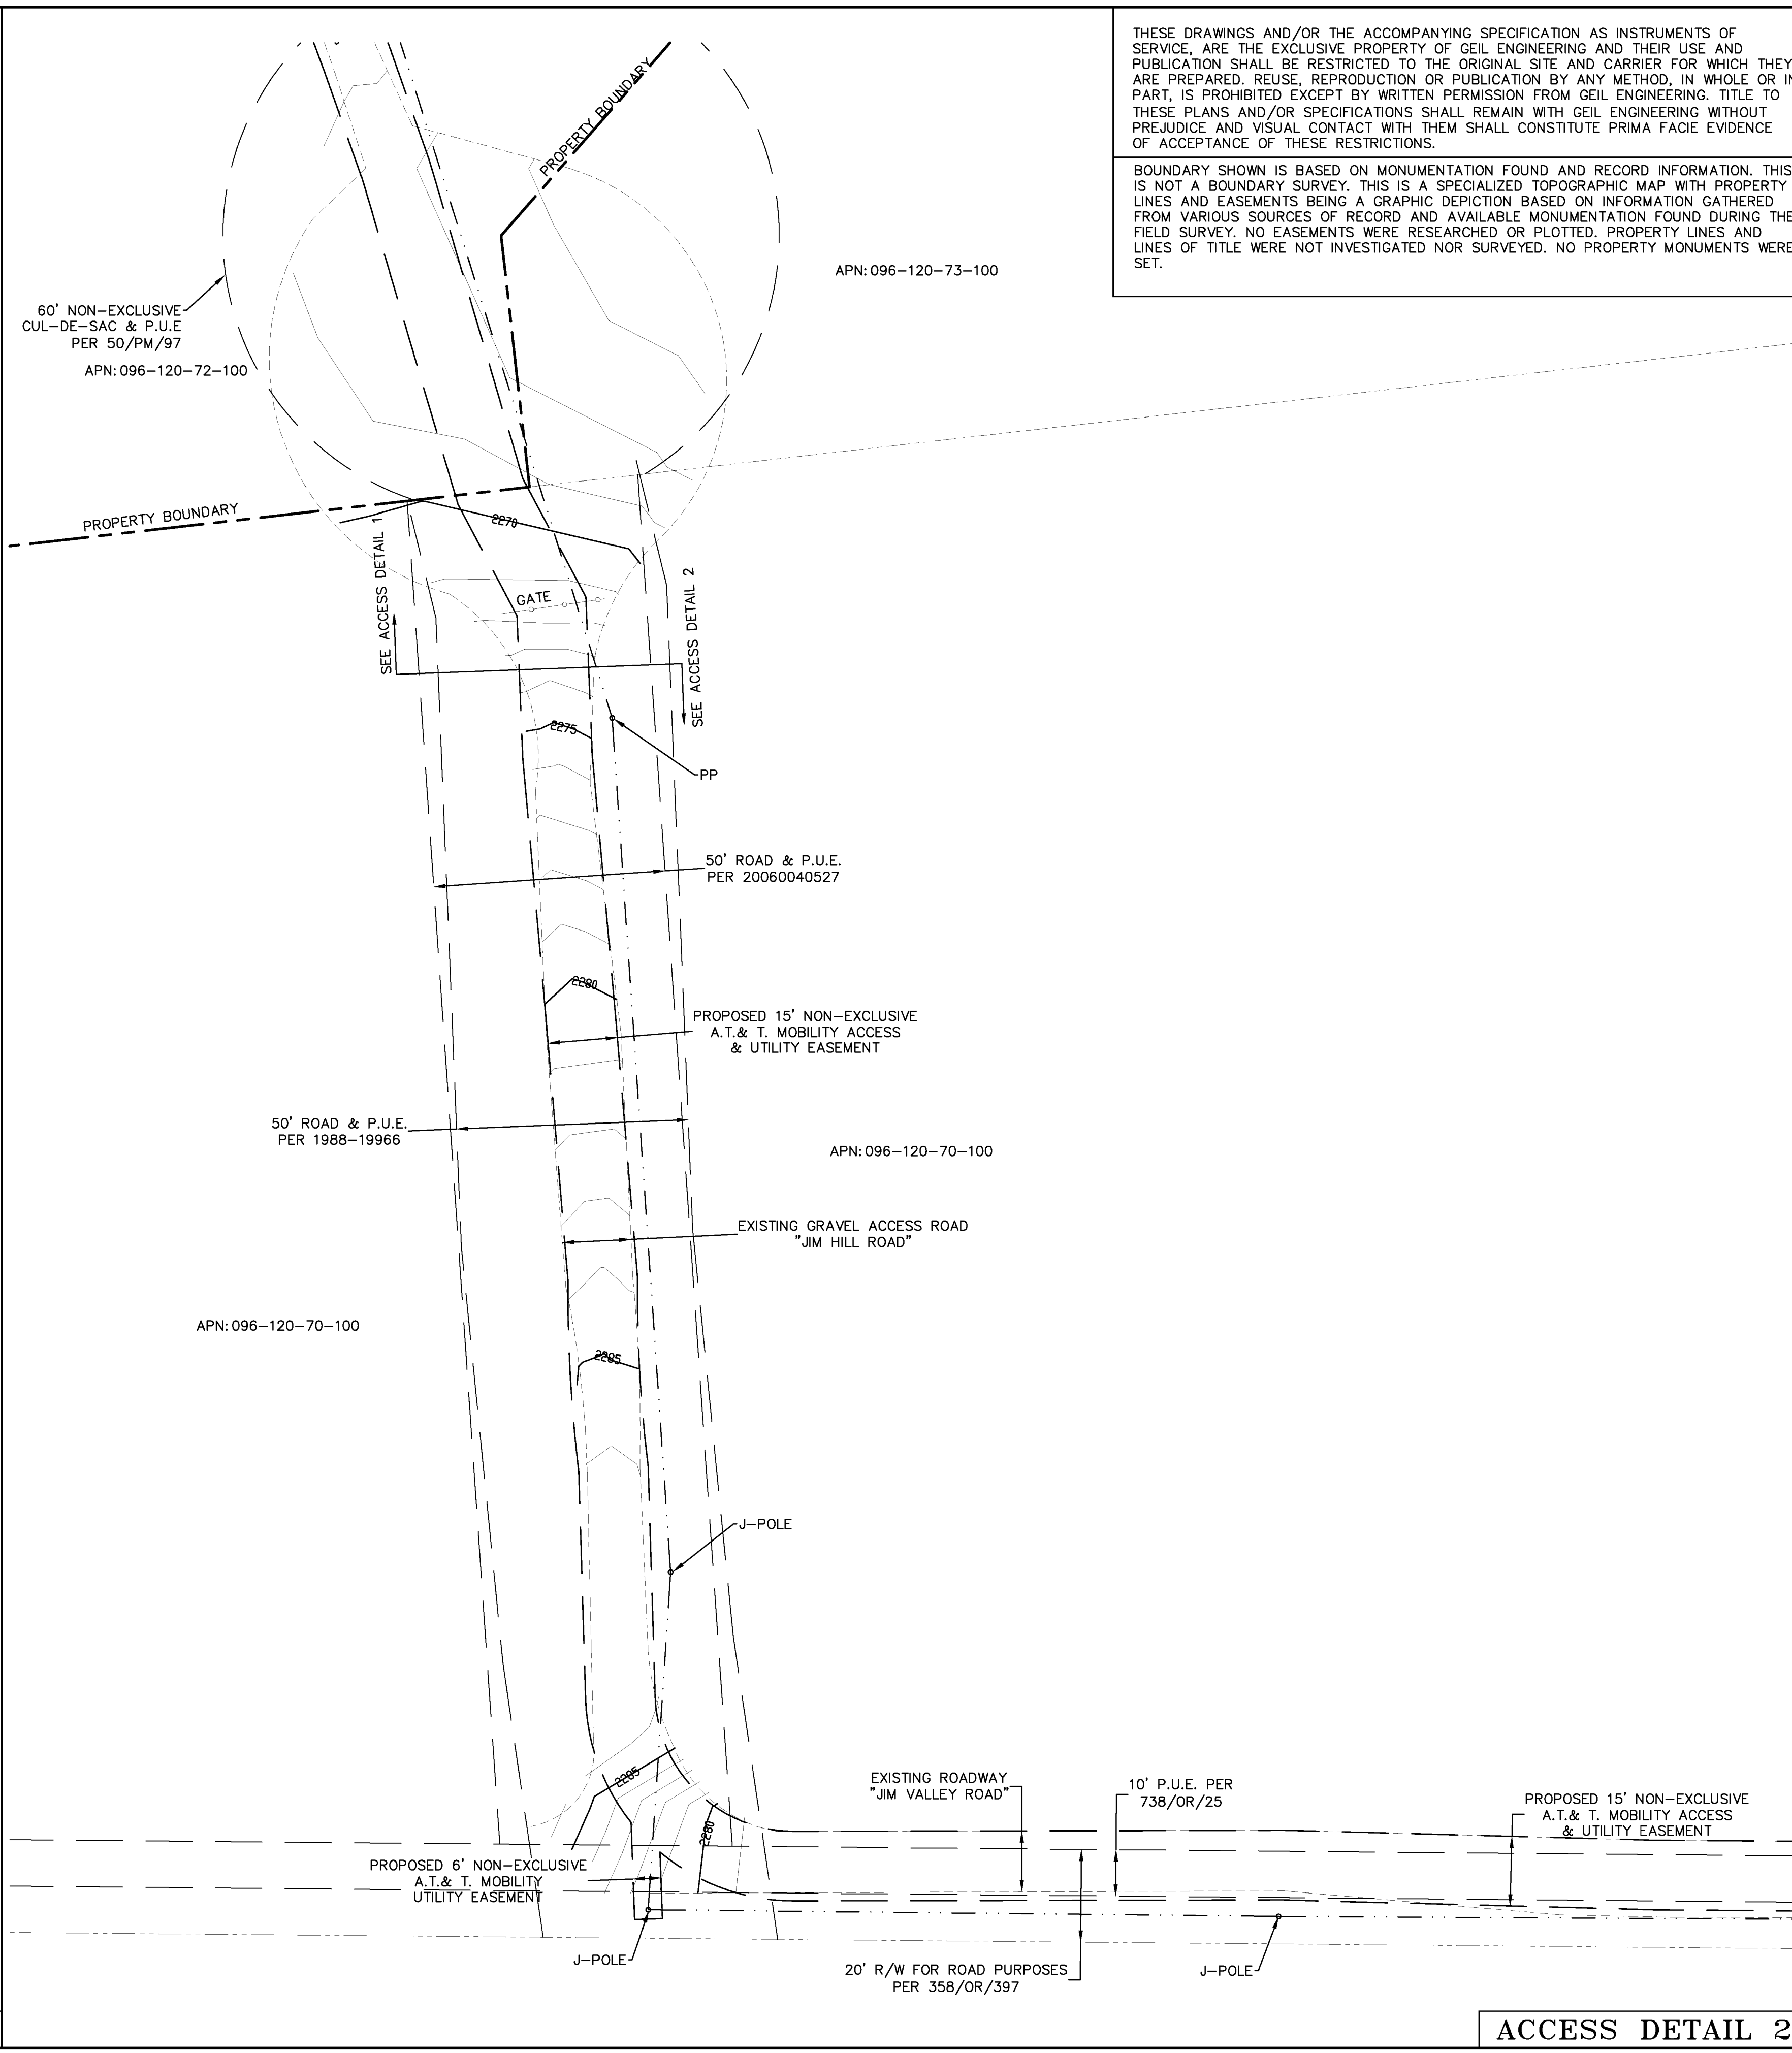 THESE DRAWINGS AND/OR THE ACCOMPANYING SPECIFICATION AS INSTRUMENTS OF
SERVICE, ARE THE EXCLUSIVE PROPERTY OF GEIL ENGINEERING AND THEIR USE AND
PUBLICATION SHALL BE RESTRICTED TO THE ORIGINAL SITE AND CARRIER FOR WHICH THEY
ARE PREPARED. REUSE, REPRODUCTION OR PUBLICATION BY ANY METHOD, IN WHOLE OR IN
PART, IS PROHIBITED EXCEPT BY WRITTEN PERMISSION FROM GEIL ENGINEERING. TITLE TO
THESE PLANS AND/OR SPECIFICATIONS SHALL REMAIN WITH GEIL ENGINEERING WITHOUT
PREJUDICE AND VISUAL CONTACT WITH THEM SHALL CONSTITUTE PRIMA FACIE EVIDENCE
OF ACCEPTANCE OF THESE RESTRICTIONS.
BOUNDARY SHOWN IS BASED ON MONUMENTATION FOUND AND RECORD INFORMATION. THIS
IS NOT A BOUNDARY SURVEY. THIS IS A SPECIALIZED TOPOGRAPHIC MAP WITH PROPERTY
LINES AND EASEMENTS BEING A GRAPHIC DEPICTION BASED ON INFORMATION GATHERED
FROM VARIOUS SOURCES OF RECORD AND AVAILABLE MONUMENTATION FOUND DURING THE
FIELD SURVEY. NO EASEMENTS WERE RESEARCHED OR PLOTTED. PROPERTY LINES AND
LINES OF TITLE WERE NOT INVESTIGATED NOR SURVEYED. NO PROPERTY MONUMENTS WERE
SET.
PROPERTY BOUNDARY
APN: 096-120-73-100
60' NON-EXCLUSIVE
CUL-DE-SAC & P.U.E
PER 50/PM/97
APN: 096-120-72-100
PROPERTY BOUNDARY
2270
SEE ACCESS DETAIL 1
GATE
SEE ACCESS DETAIL 2
2275
PP
50' ROAD & P.U.E.
PER 20060040527
2280
PROPOSED 15' NON-EXCLUSIVE
A.T.& T. MOBILITY ACCESS
& UTILITY EASEMENT
50' ROAD & P.U.E.
PER 1988-19966
APN: 096-120-70-100
EXISTING GRAVEL ACCESS ROAD
"JIM HILL ROAD"
APN: 096-120-70-100
2285
J-POLE
2285
2280
EXISTING ROADWAY
"JIM VALLEY ROAD"
10' P.U.E. PER
738/OR/25
PROPOSED 15' NON-EXCLUSIVE
A.T.& T. MOBILITY ACCESS
& UTILITY EASEMENT
PROPOSED 6' NON-EXCLUSIVE
A.T.& T. MOBILITY
UTILITY EASEMENT
J-POLE
20' R/W FOR ROAD PURPOSES
PER 358/OR/397
J-POLE
ACCESS DETAIL 2